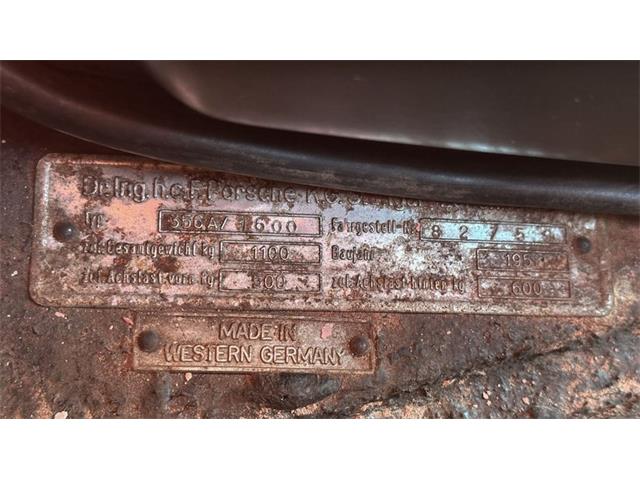 Dr. Ing. h.c. F. Porsche K.G.
Typ 356A/1600 Fahrgestell-Nr.
zul. Gesamtgewicht kg 1100 Baujahr
zul. Achslast vorn kg 500 zul. Achslast hinten kg 600
MADE IN
WESTERN GERMANY